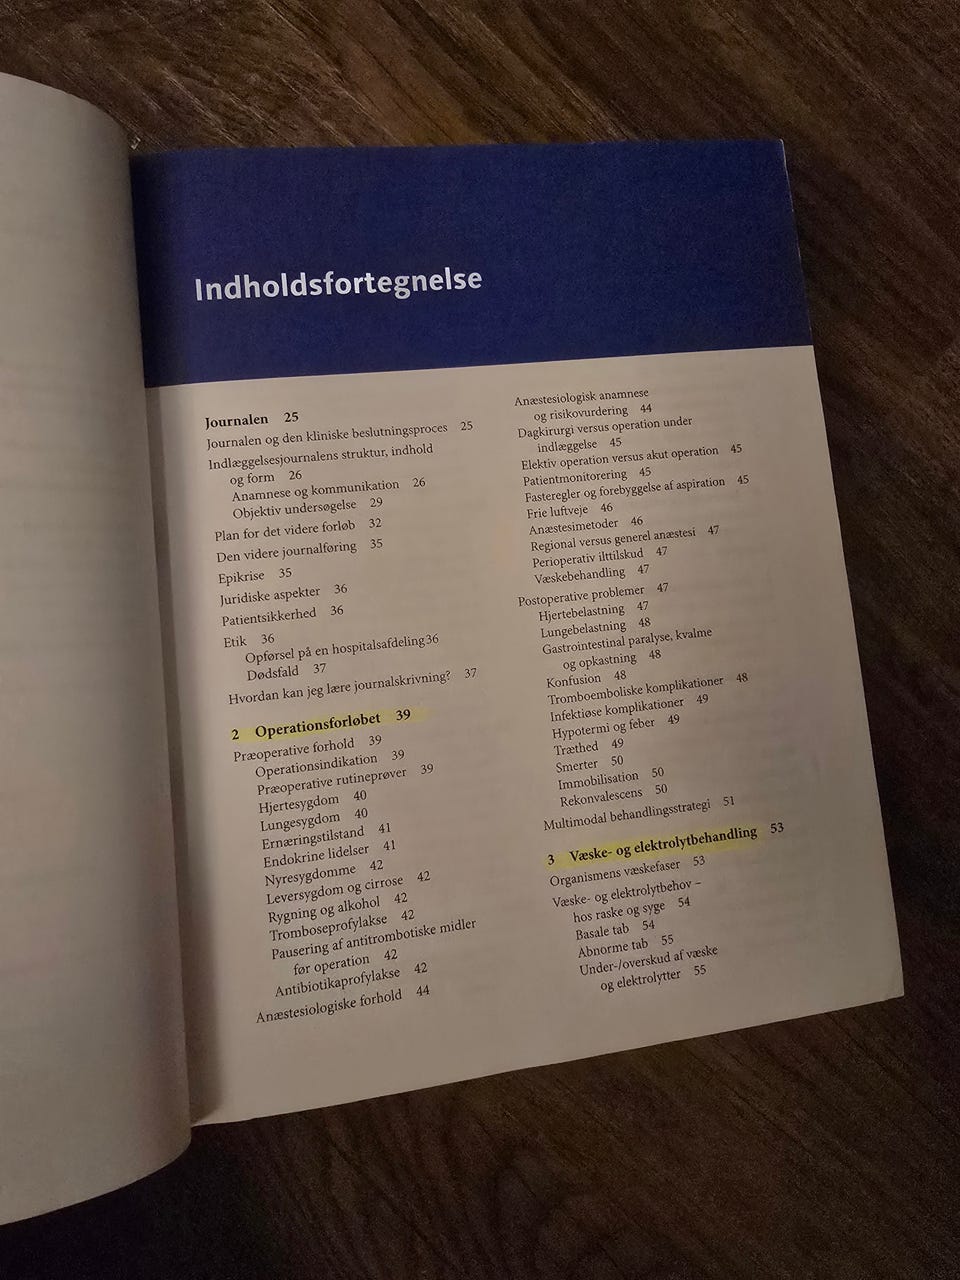 Indholdsfortegnelse
Journalen 25
Journalen og den kliniske beslutningsproces 25
Indlæggelsesjournalens struktur, indhold
og form 26
Anamnese og kommunikation 26
Objektiv undersøgelse 29
Plan for det videre forløb 32
Den videre journalføring 35
Epikrise 35
Juridiske aspekter 36
Patientsikkerhed 36
Etik 36
Opførsel på en hospitalsafdeling36
Dødsfald 37
Hvordan kan jeg lære journalskrivning? 37
2 Operationsforløbet 39
Præoperative forhold 39
Operationsindikation 39
Præoperative rutineprøver 39
Hjertesygdom 40
Lungesygdom 40
Ernæringstilstand 41
Endokrine lidelser 41
Nyresygdomme 42
Leversygdom og cirrose 42
Rygning og alkohol 42
Tromboseprofylakse 42
Pausering af antitrombotiske midler
før operation 42
Antibiotikaprofylakse 42
Anæstesiologiske forhold 44
Anæstesiologisk anamnese
og risikovurdering 44
Dagkirurgi versus operation under
indlæggelse 45
Elektiv operation versus akut operation 45
Patientmonitorering 45
Fasteregler og forebyggelse af aspiration 45
Frie luftveje 46
Anæstesimetoder 46
Regional versus generel anæstesi 47
Perioperativ ilttilskud 47
Væskebehandling 47
Postoperative problemer 47
Hjertebelastning 47
Lungebelastning 48
Gastrointestinal paralyse, kvalme
og opkastning 48
Konfusion 48
Tromboemboliske komplikationer 48
Infektiøse komplikationer 49
Hypotermi og feber 49
Træthed 49
Smerter 50
Immobilisation 50
Rekonvalescens 50
Multimodal behandlingsstrategi 51
3 Væske- og elektrolytbehandling 53
Organismens væskefaser 53
Væske- og elektrolytbehov –
hos raske og syge 54
Basale tab 54
Abnorme tab 55
Under-/overskud af væske
og elektrolytter 55